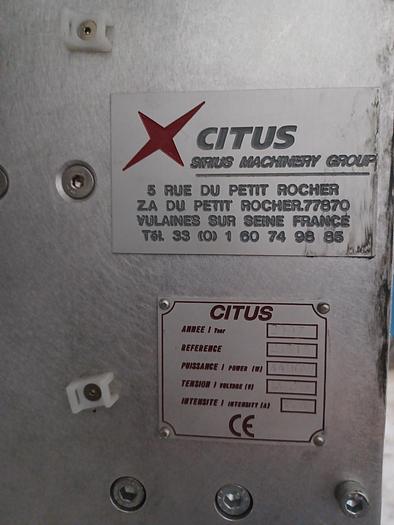 CITUS
SIRIUS MACHINERY GROUP
5 RUE DU PETIT ROCHER
Z.A DU PETIT ROCHER.77870
VULAINES SUR SEINE FRANCE
Tél. 33 (0) 1 60 74 98 85
CITUS
ANNEE / Year
REFERENCE
PUISSANCE / POWER (W)
TENSION / VOLTAGE (V)
INTENSITE / INTENSITY (A)
CE